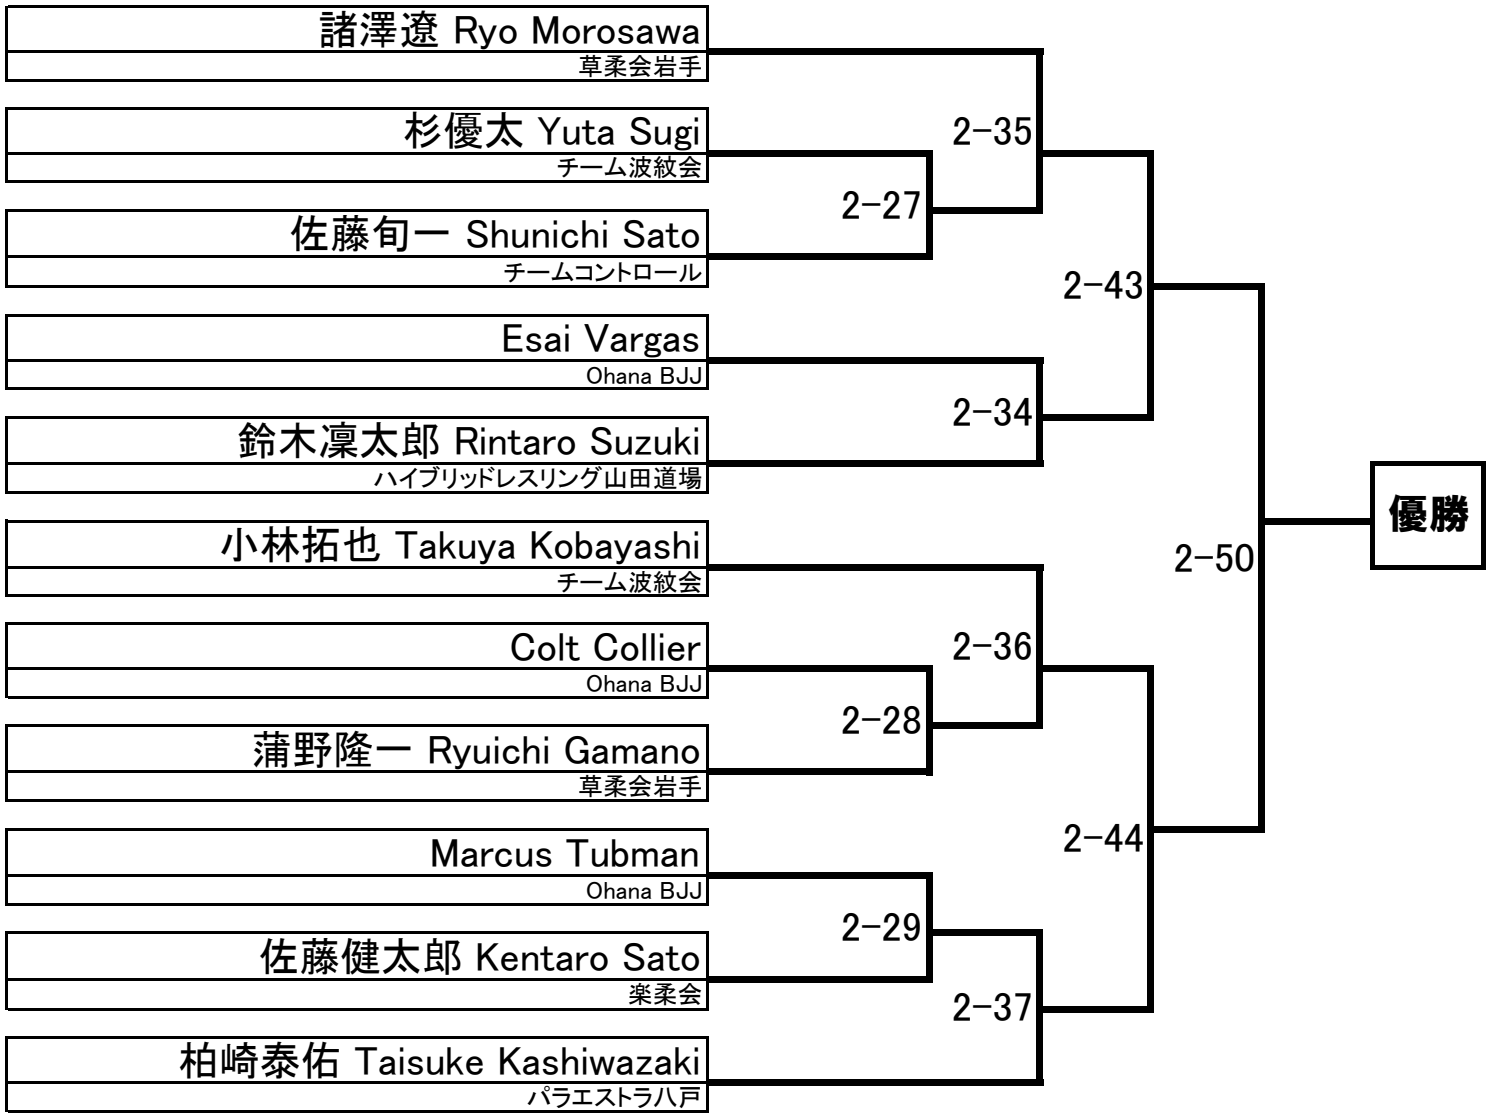 諸澤遼 Ryo Morosawa
草柔会岩手
杉優太 Yuta Sugi
チーム波紋会
佐藤旬一 Shunichi Sato
チームコントロール
Esai Vargas
Ohana BJJ
鈴木凜太郎 Rintaro Suzuki
ハイブリッドレスリング山田道場
小林拓也 Takuya Kobayashi
チーム波紋会
Colt Collier
Ohana BJJ
蒲野隆一 Ryuichi Gamano
草柔会岩手
Marcus Tubman
Ohana BJJ
佐藤健太郎 Kentaro Sato
楽柔会
柏崎泰佑 Taisuke Kashiwazaki
パラエストラ八戸
2-27
2-28
2-29
2-35
2-34
2-36
2-37
2-43
2-44
2-50
優勝